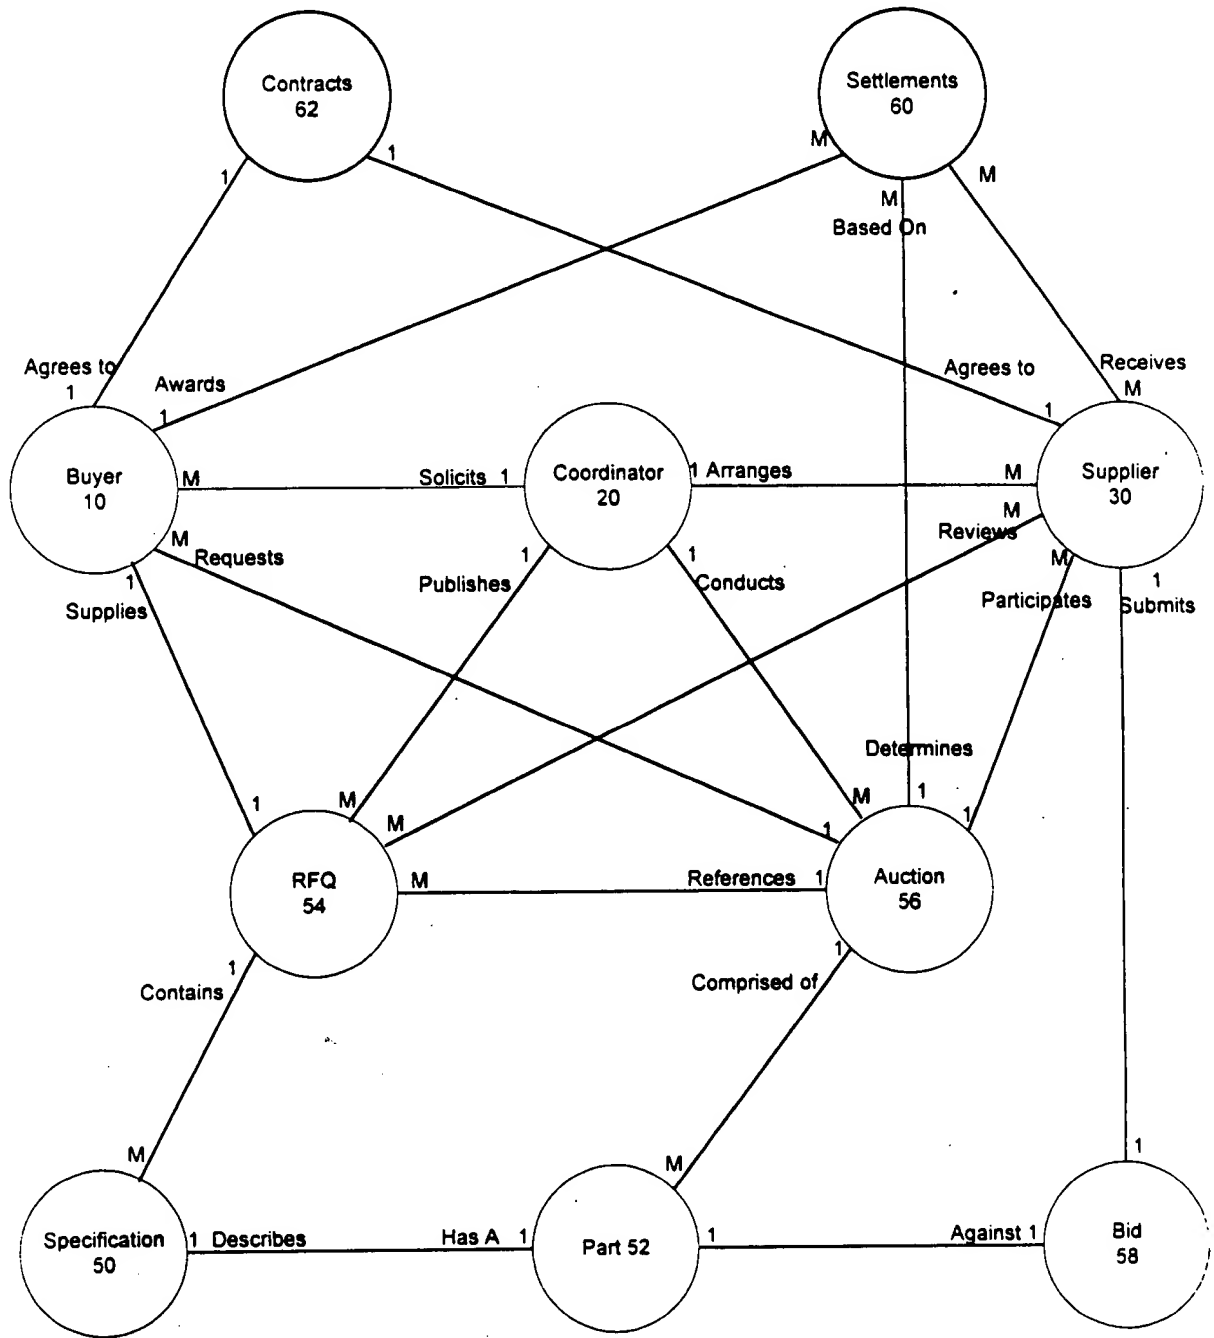 Contracts
62
Settlements
60
1
1
M
M
M
Based On
Agrees to
1
Awards
1
Agrees to
1
Receives
M
Buyer
10
M
Solicits 1
Coordinator
20
1 Arranges
M
Supplier
30
M
Requests
1
Supplies
1
Publishes
1
Conducts
M
Reviews
M
Participates
1
Submits
Determines
1
M
M
M
1
1
1
RFQ
54
M
References 1
Auction
56
1
Contains
1
Comprised of
M
M
1
Specification
50
1 Describes
Has A 1
Part 52
1
Against 1
Bid
58